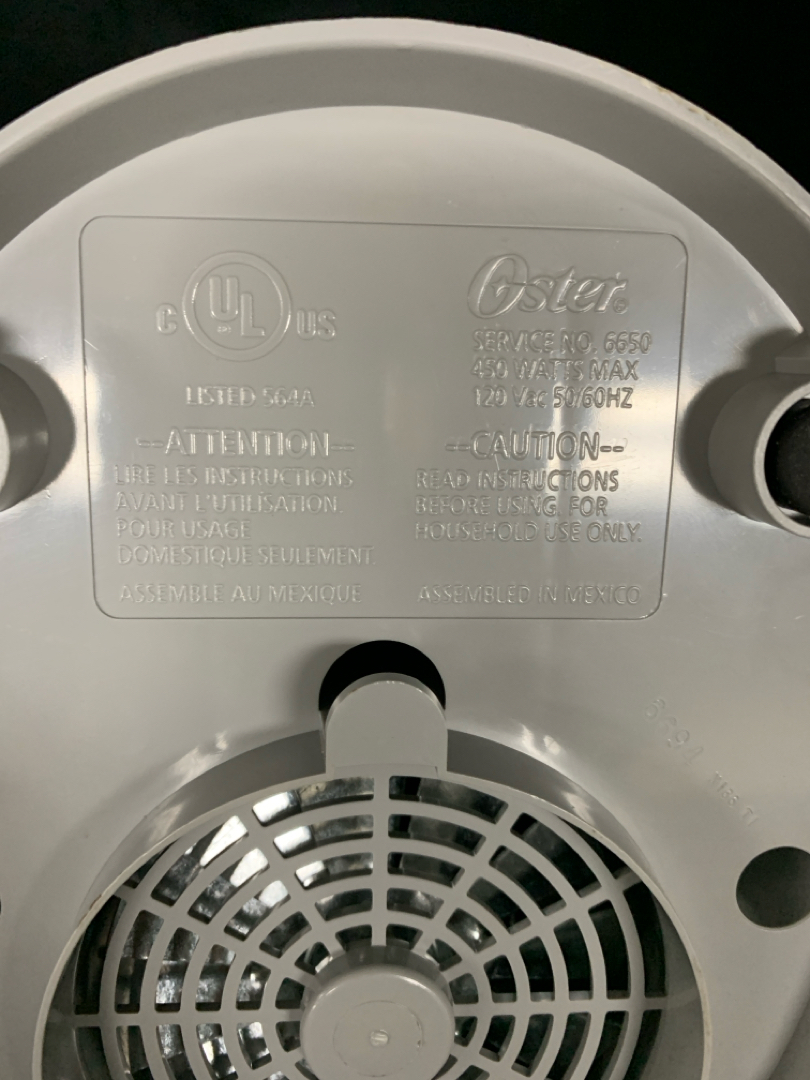 C UL US
LISTED 564A
--ATTENTION--
LIRE LES INSTRUCTIONS
AVANT L'UTILISATION.
POUR USAGE
DOMESTIQUE SEULEMENT.
ASSEMBLE AU MEXIQUE
Oster®
SERVICE NO. 6650
450 WATTS MAX
120 Vac 50/60HZ
--CAUTION--
READ INSTRUCTIONS
BEFORE USING. FOR
HOUSEHOLD USE ONLY.
ASSEMBLED IN MEXICO